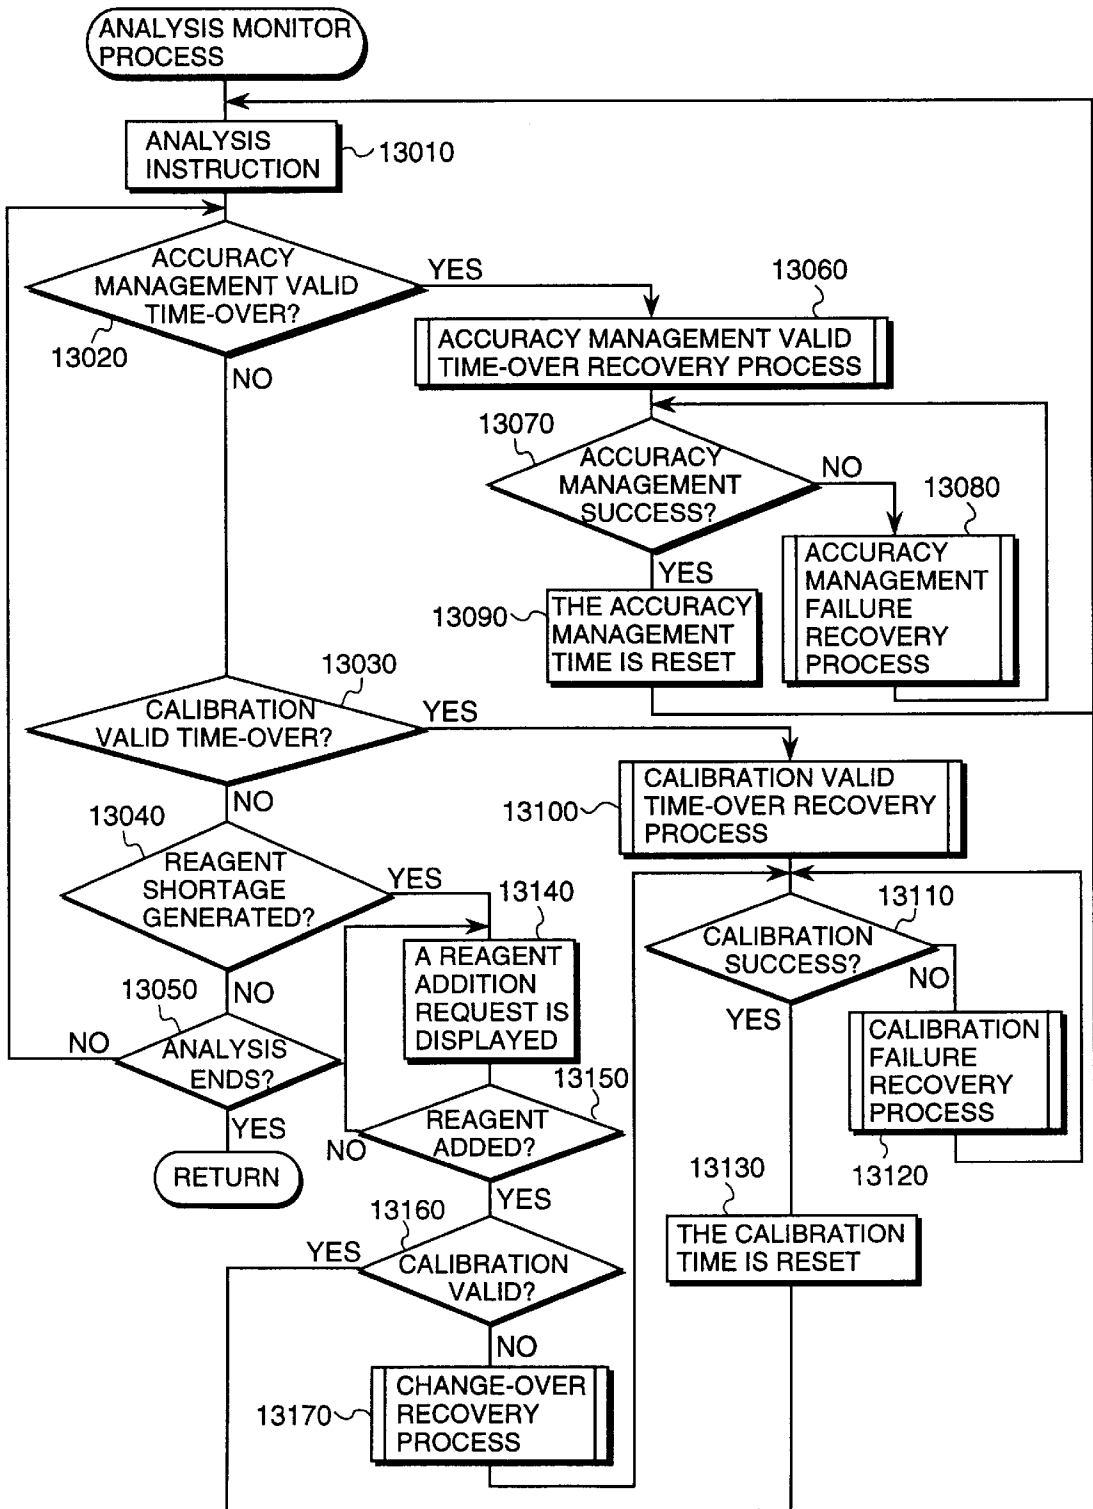 ANALYSIS MONITOR
PROCESS
ANALYSIS
INSTRUCTION
13010
ACCURACY
MANAGEMENT VALID
TIME-OVER?
YES
13020
NO
13060
ACCURACY MANAGEMENT VALID
TIME-OVER RECOVERY PROCESS
13070
ACCURACY
MANAGEMENT
SUCCESS?
NO
13080
ACCURACY
MANAGEMENT
FAILURE
RECOVERY
PROCESS
YES
13090
THE ACCURACY
MANAGEMENT
TIME IS RESET
13030
CALIBRATION
VALID TIME-OVER?
YES
NO
13100
CALIBRATION VALID
TIME-OVER RECOVERY
PROCESS
13040
REAGENT
SHORTAGE
GENERATED?
YES
NO
13140
A REAGENT
ADDITION
REQUEST IS
DISPLAYED
13110
CALIBRATION
SUCCESS?
NO
YES
13050
NO
ANALYSIS
ENDS?
YES
RETURN
13150
REAGENT
ADDED?
NO
YES
CALIBRATION
FAILURE
RECOVERY
PROCESS
13120
13130
THE CALIBRATION
TIME IS RESET
13160
YES
CALIBRATION
VALID?
NO
13170
CHANGE-OVER
RECOVERY
PROCESS